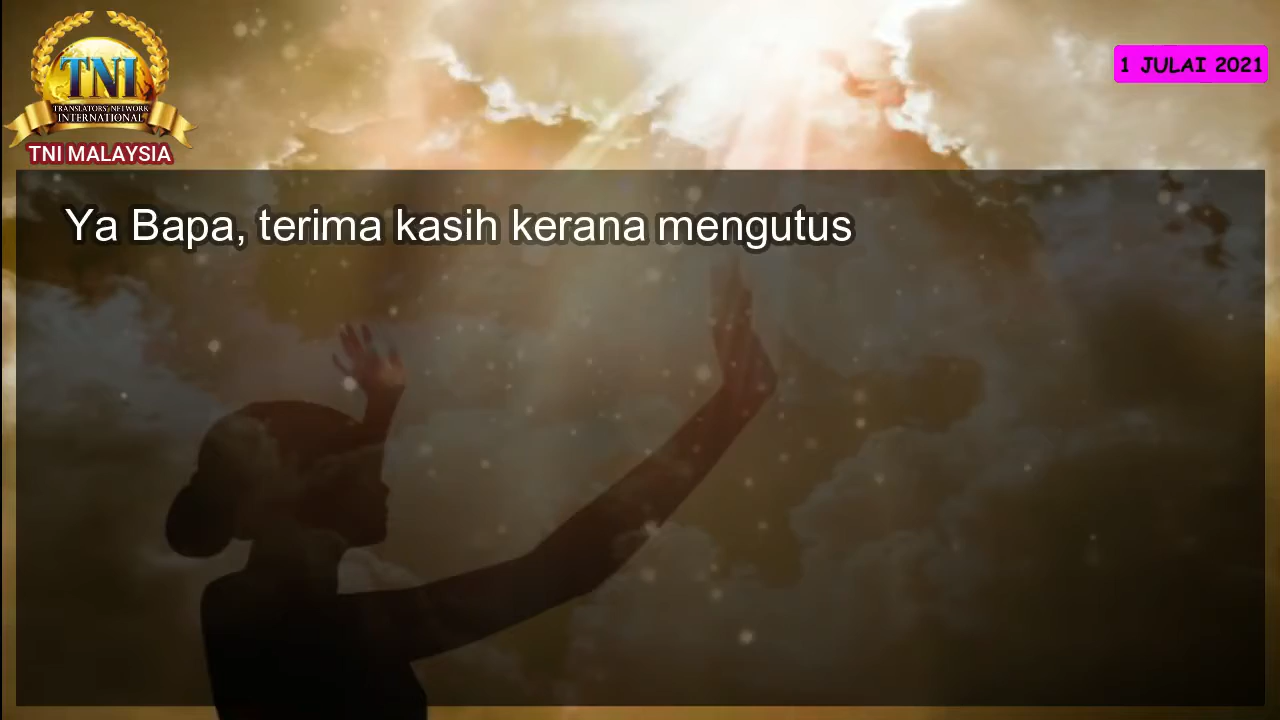 TNI
TRANSLATORS' NETWORK
INTERNATIONAL
TNI MALAYSIA
1 JULAI 2021
Ya Bapa, terima kasih kerana mengutus